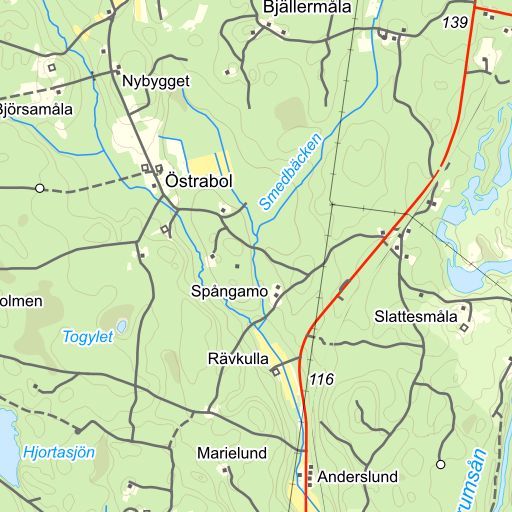 Bjällermåla
139
Nybygget
Björsamåla
Smedbäcken
Östrabol
Spångamo
olmen
Slattesmåla
Togylet
Rävkulla
116
Hjortasjön
Marielund
Anderslund
rumsån